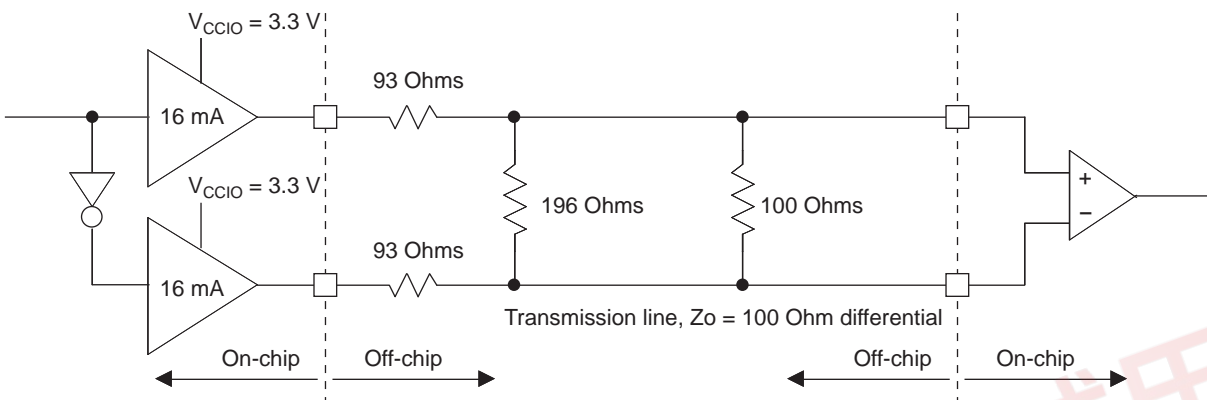 VCCIO = 3.3 V
93 Ohms
16 mA
+
VCCIO = 3.3 V
196 Ohms
100 Ohms
−
93 Ohms
16 mA
Transmission line, Zo = 100 Ohm differential
On-chip
Off-chip
Off-chip
On-chip